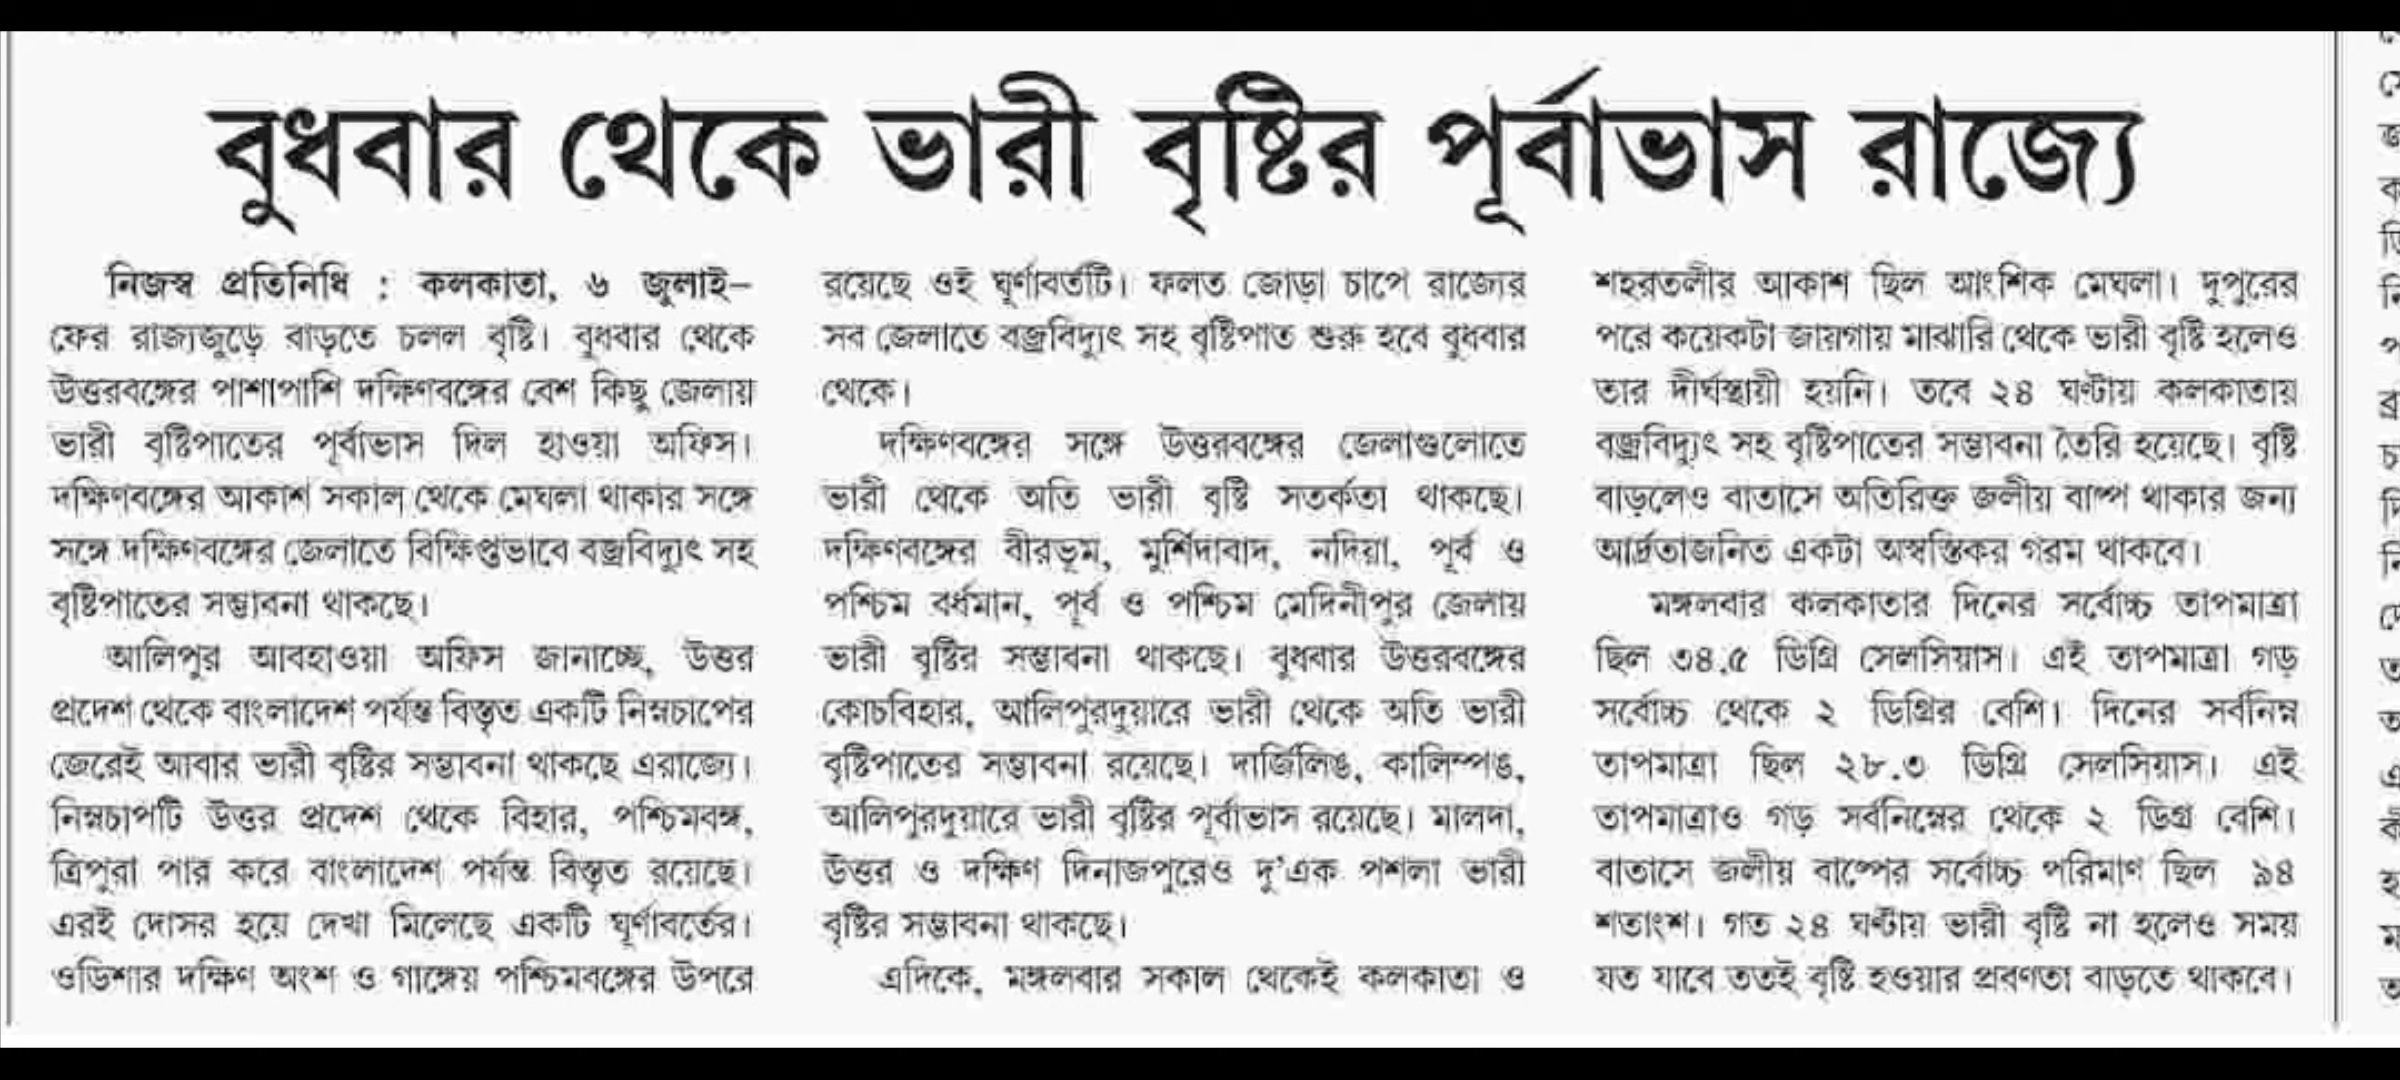 বুধবার থেকে ভারী বৃষ্টির পূর্বাভাস রাজ্যে
নিজস্ব প্রতিনিধি : কলকাতা, ৬ জুলাই–
ফের রাজ্যজুড়ে বাড়তে চলল বৃষ্টি। বুধবার থেকে
উত্তরবঙ্গের পাশাপাশি দক্ষিণবঙ্গের বেশ কিছু জেলায়
ভারী বৃষ্টিপাতের পূর্বাভাস দিল হাওয়া অফিস।
দক্ষিণবঙ্গের আকাশ সকাল থেকে মেঘলা থাকার সঙ্গে
সঙ্গে দক্ষিণবঙ্গের জেলাতে বিক্ষিপ্তভাবে বজ্রবিদ্যুৎ সহ
বৃষ্টিপাতের সম্ভাবনা থাকছে।
আলিপুর আবহাওয়া অফিস জানাচ্ছে, উত্তর
প্রদেশ থেকে বাংলাদেশ পর্যন্ত বিস্তৃত একটি নিম্নচাপের
জেরেই আবার ভারী বৃষ্টির সম্ভাবনা থাকছে এরাজ্যে।
নিম্নচাপটি উত্তর প্রদেশ থেকে বিহার, পশ্চিমবঙ্গ,
ত্রিপুরা পার করে বাংলাদেশ পর্যন্ত বিস্তৃত রয়েছে।
এরই দোসর হয়ে দেখা মিলেছে একটি ঘূর্ণাবর্তের।
ওডিশার দক্ষিণ অংশ ও গাঙ্গেয় পশ্চিমবঙ্গের উপরে
রয়েছে ওই ঘূর্ণাবর্তটি। ফলত জোড়া চাপে রাজ্যের
সব জেলাতে বজ্রবিদ্যুৎ সহ বৃষ্টিপাত শুরু হবে বুধবার
থেকে।
দক্ষিণবঙ্গের সঙ্গে উত্তরবঙ্গের জেলাগুলোতে
ভারী থেকে অতি ভারী বৃষ্টি সতর্কতা থাকছে।
দক্ষিণবঙ্গের বীরভূম, মুর্শিদাবাদ, নদিয়া, পূর্ব ও
পশ্চিম বর্ধমান, পূর্ব ও পশ্চিম মেদিনীপুর জেলায়
ভারী বৃষ্টির সম্ভাবনা থাকছে। বুধবার উত্তরবঙ্গের
কোচবিহার, আলিপুরদুয়ারে ভারী থেকে অতি ভারী
বৃষ্টিপাতের সম্ভাবনা রয়েছে। দার্জিলিঙ, কালিম্পঙ,
আলিপুরদুয়ারে ভারী বৃষ্টির পূর্বাভাস রয়েছে। মালদা,
উত্তর ও দক্ষিণ দিনাজপুরেও দু'এক পশলা ভারী
বৃষ্টির সম্ভাবনা থাকছে।
এদিকে, মঙ্গলবার সকাল থেকেই কলকাতা ও
শহরতলীর আকাশ ছিল আংশিক মেঘলা। দুপুরের
পরে কয়েকটা জায়গায় মাঝারি থেকে ভারী বৃষ্টি হলেও
তার দীর্ঘস্থায়ী হয়নি। তবে ২৪ ঘণ্টায় কলকাতায়
বজ্রবিদ্যুৎ সহ বৃষ্টিপাতের সম্ভাবনা তৈরি হয়েছে। বৃষ্টি
বাড়লেও বাতাসে অতিরিক্ত জলীয় বাষ্প থাকার জন্য
আর্দ্রতাজনিত একটা অস্বস্তিকর গরম থাকবে।
মঙ্গলবার কলকাতার দিনের সর্বোচ্চ তাপমাত্রা
ছিল ৩৪.৫ ডিগ্রি সেলসিয়াস। এই তাপমাত্রা গড়
সর্বোচ্চ থেকে ২ ডিগ্রির বেশি। দিনের সর্বনিম্ন
তাপমাত্রা ছিল ২৮.৩ ডিগ্রি সেলসিয়াস। এই
তাপমাত্রাও গড় সর্বনিম্নের থেকে ২ ডিগ্র বেশি।
বাতাসে জলীয় বাষ্পের সর্বোচ্চ পরিমাণ ছিল ৯৪
শতাংশ। গত ২৪ ঘণ্টায় ভারী বৃষ্টি না হলেও সময়
যত যাবে ততই বৃষ্টি হওয়ার প্রবণতা বাড়তে থাকবে।